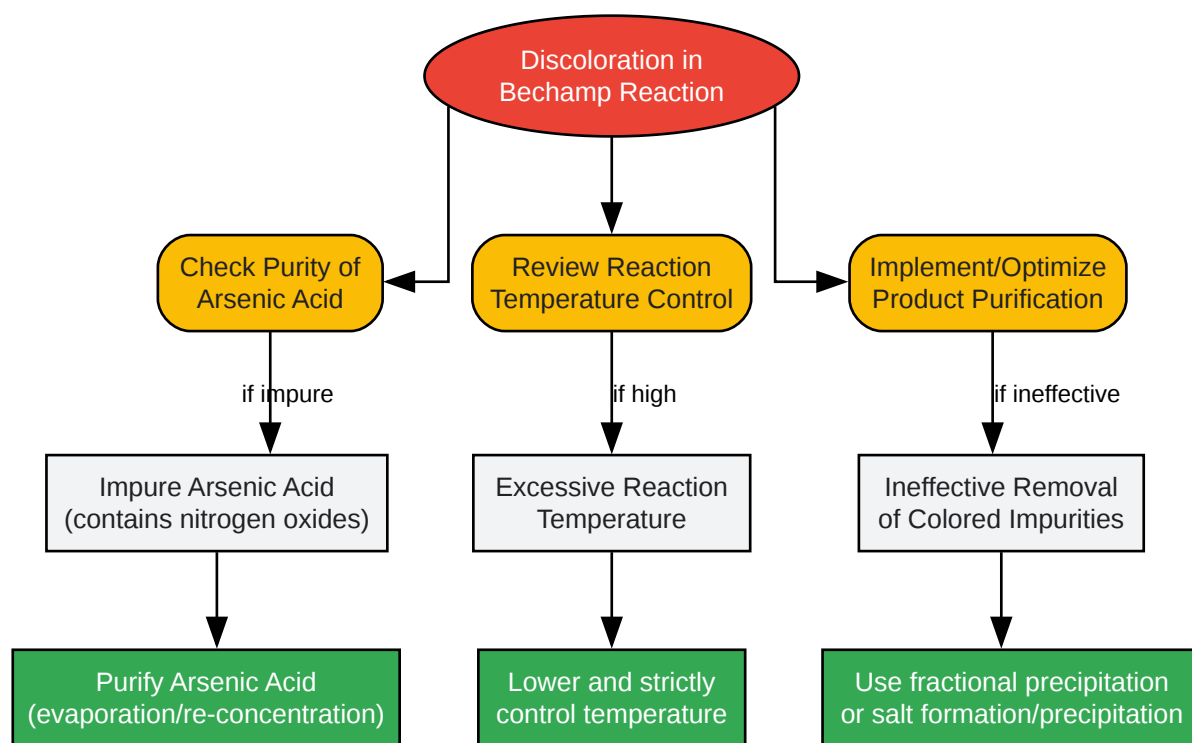 Discoloration in
Bechamp Reaction
Check Purity of
Arsenic Acid
Review Reaction
Temperature Control
Implement/Optimize
Product Purification
if impure
if high
if ineffective
Impure Arsenic Acid
(contains nitrogen oxides)
Excessive Reaction
Temperature
Ineffective Removal
of Colored Impurities
Purify Arsenic Acid
(evaporation/re-concentration)
Lower and strictly
control temperature
Use fractional precipitation
or salt formation/precipitation